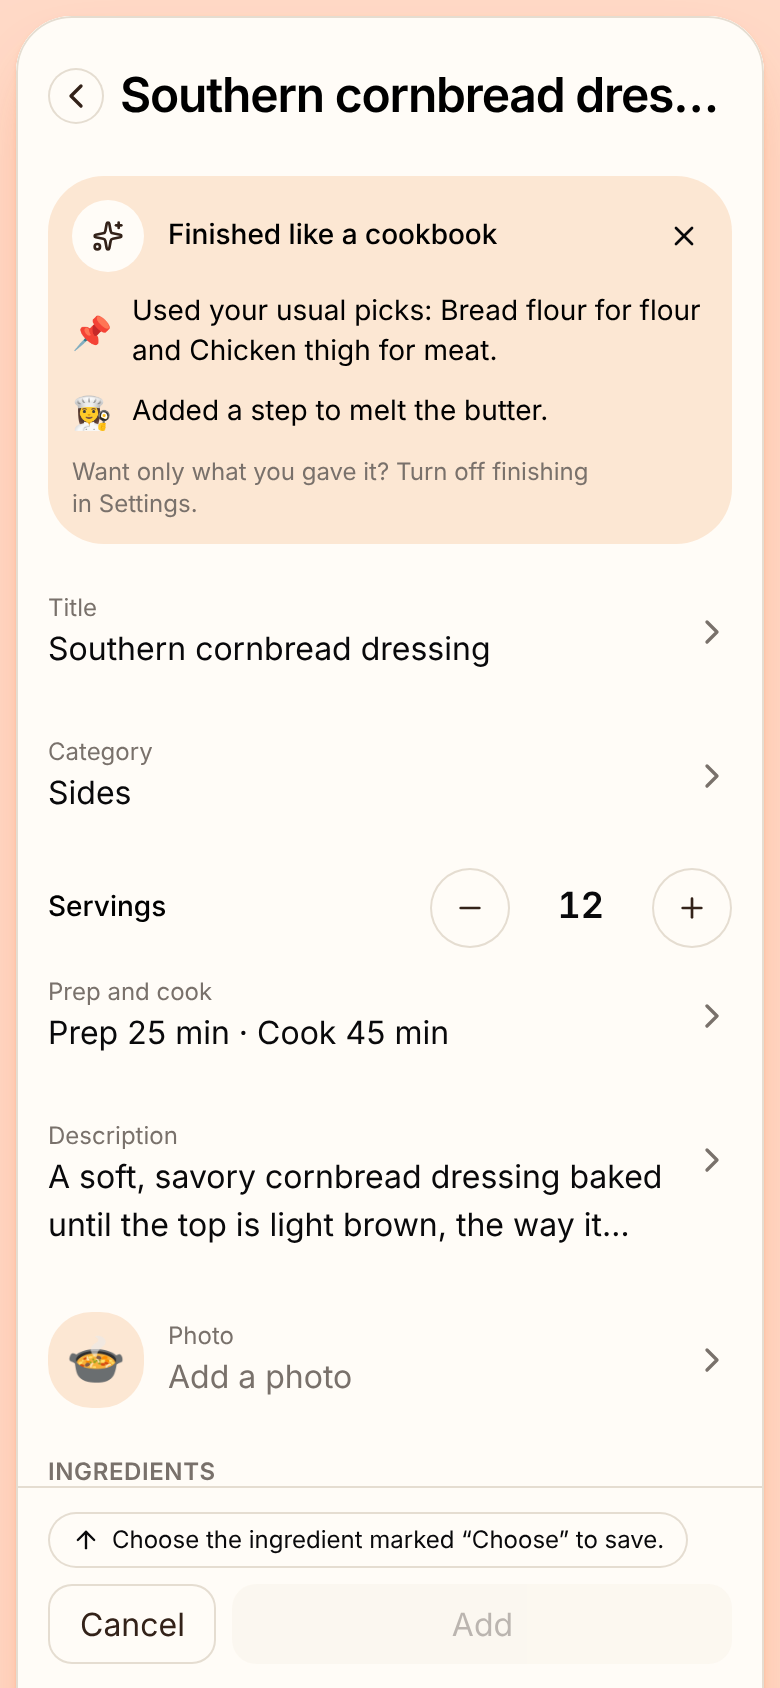 Southern cornbread dres...
Finished like a cookbook
Used your usual picks: Bread flour for flour
and Chicken thigh for meat.
Added a step to melt the butter.
Want only what you gave it? Turn off finishing
in Settings.
Title
Southern cornbread dressing
Category
Sides
Servings
12
Prep and cook
Prep 25 min · Cook 45 min
Description
A soft, savory cornbread dressing baked
until the top is light brown, the way it...
Photo
Add a photo
INGREDIENTS
Choose the ingredient marked “Choose” to save.
Cancel
Add